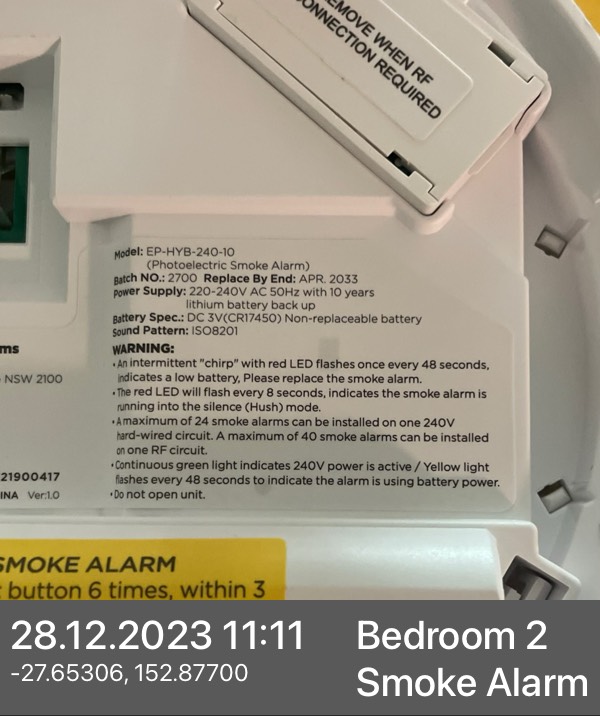 REMOVE WHEN RF
CONNECTION REQUIRED
Model: EP-HYB-240-10
(Photoelectric Smoke Alarm)
Batch NO.: 2700 Replace By End: APR. 2033
Power Supply: 220-240V AC 50Hz with 10 years
lithium battery back up
Battery Spec.: DC 3V(CR17450) Non-replaceable battery
Sound Pattern: ISO8201
WARNING:
•An intermittent "chirp" with red LED flashes once every 48 seconds,
indicates a low battery, Please replace the smoke alarm.
•The red LED will flash every 8 seconds, indicates the smoke alarm is
running into the silence (Hush) mode.
•A maximum of 24 smoke alarms can be installed on one 240V
hard-wired circuit. A maximum of 40 smoke alarms can be installed
on one RF circuit.
•Continuous green light indicates 240V power is active / Yellow light
flashes every 48 seconds to indicate the alarm is using battery power.
•Do not open unit.
ms
NSW 2100
21900417
INA Ver:1.0
SMOKE ALARM
t button 6 times, within 3
28.12.2023 11:11
-27.65306, 152.87700
Bedroom 2
Smoke Alarm